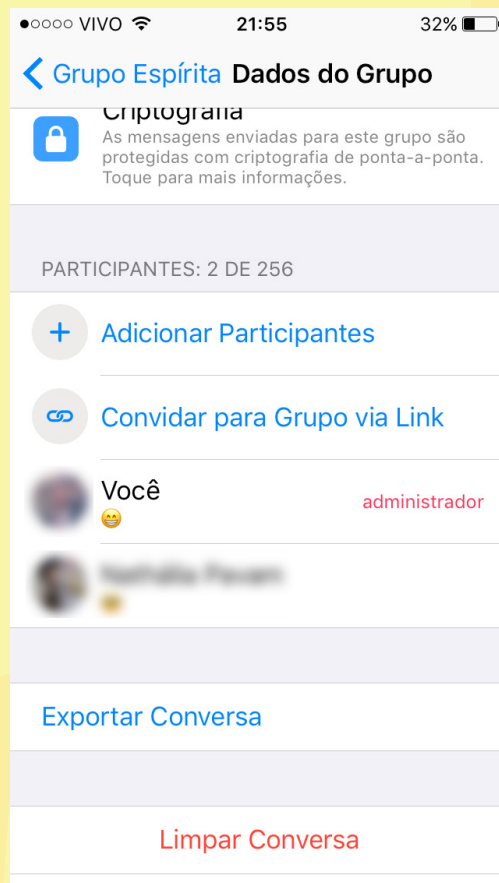 VIVO 21:55 32%
Grupo Espírita Dados do Grupo
Criptografia
As mensagens enviadas para este grupo são
protegidas com criptografia de ponta-a-ponta.
Toque para mais informações.
PARTICIPANTES: 2 DE 256
Adicionar Participantes
Convidar para Grupo via Link
Você
administrador
Exportar Conversa
Limpar Conversa